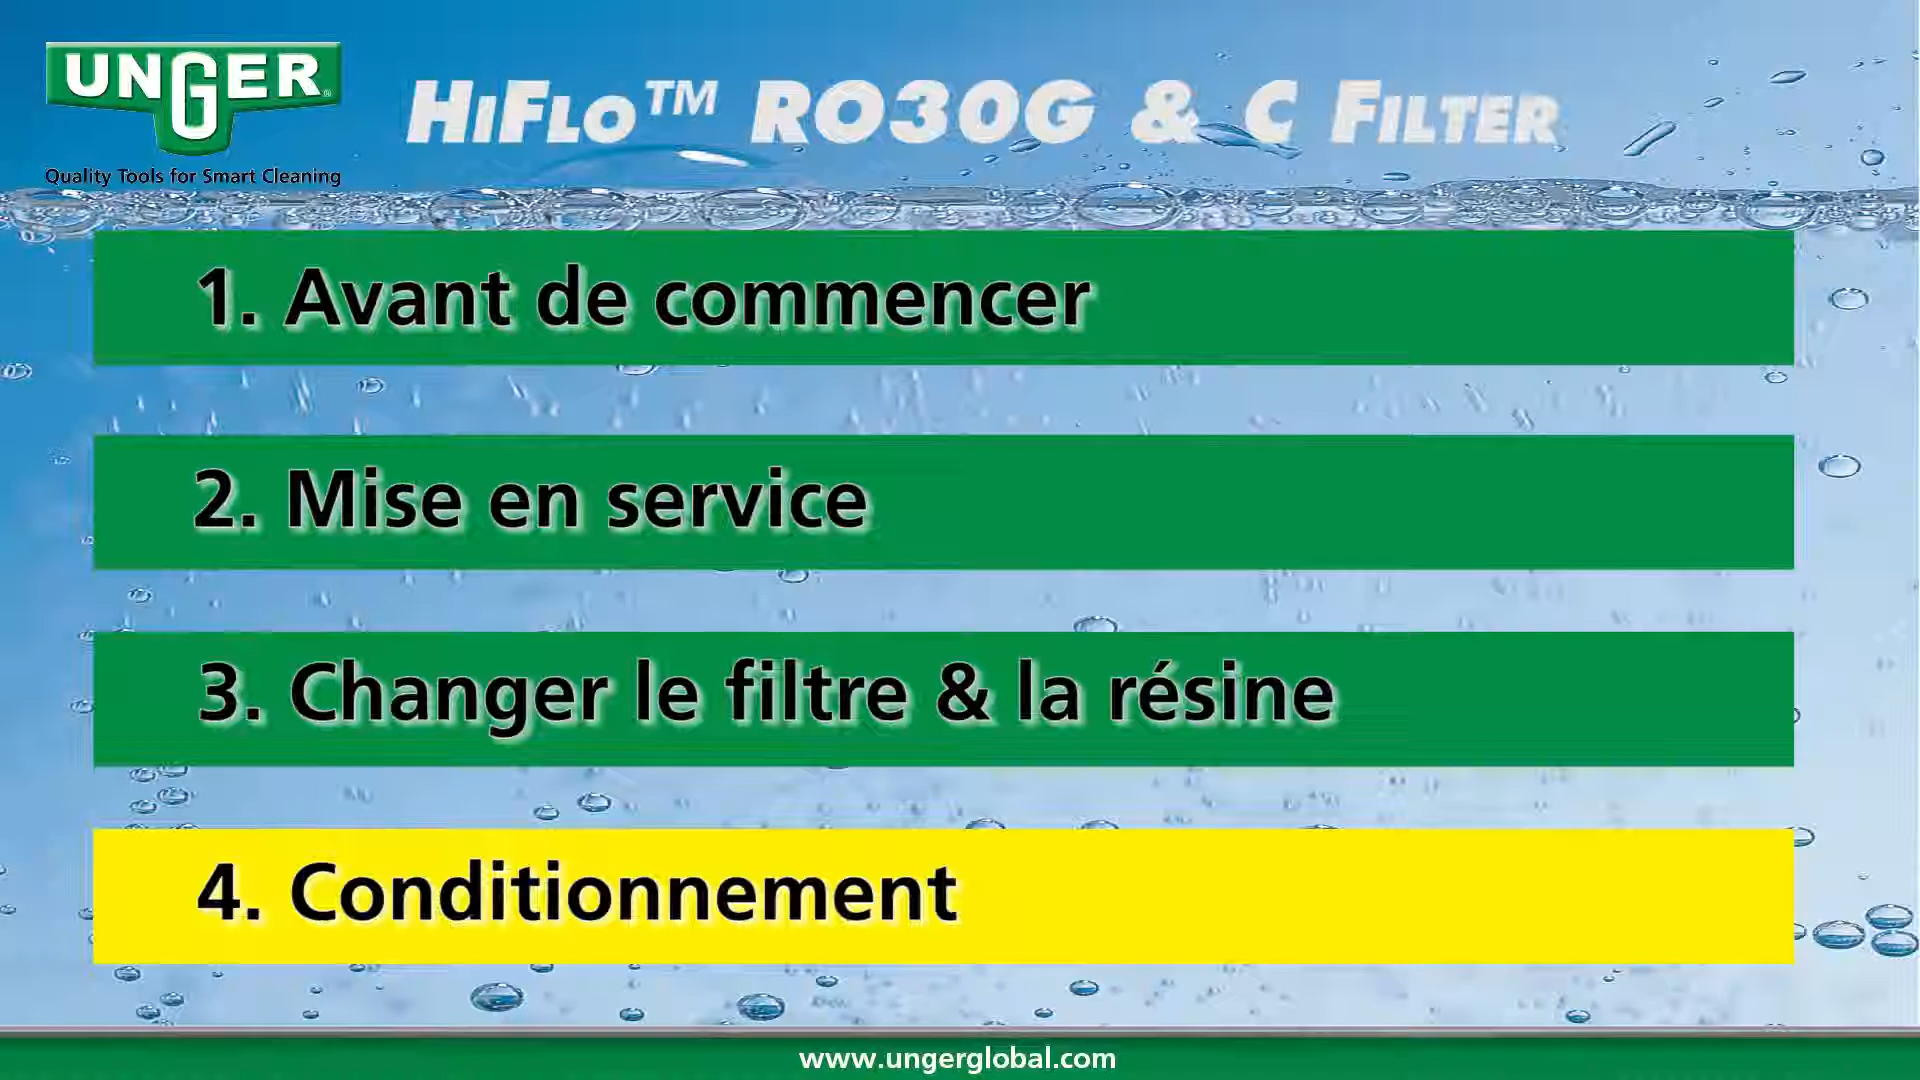 UNGER®
Quality Tools for Smart Cleaning
HiFlo™ RO30G & C Filter
1. Avant de commencer
2. Mise en service
3. Changer le filtre & la résine
4. Conditionnement
www.ungerglobal.com